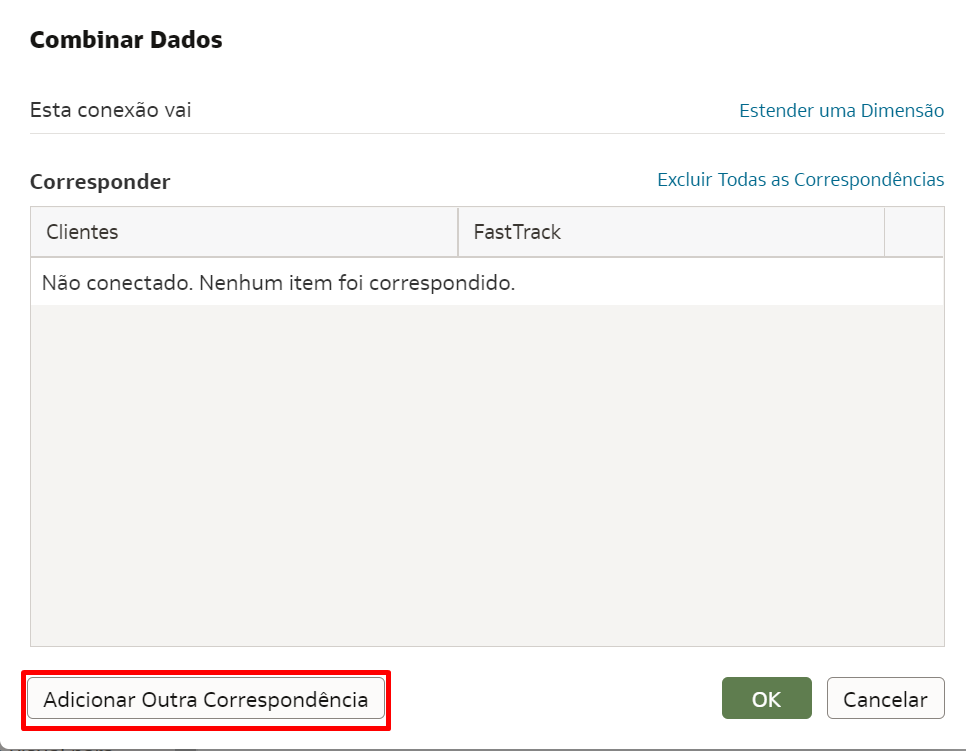 Combinar Dados
Esta conexão vai
Estender uma Dimensão
Corresponder
Excluir Todas as Correspondências
Clientes
FastTrack
Não conectado. Nenhum item foi correspondido.
Adicionar Outra Correspondência
OK
Cancelar